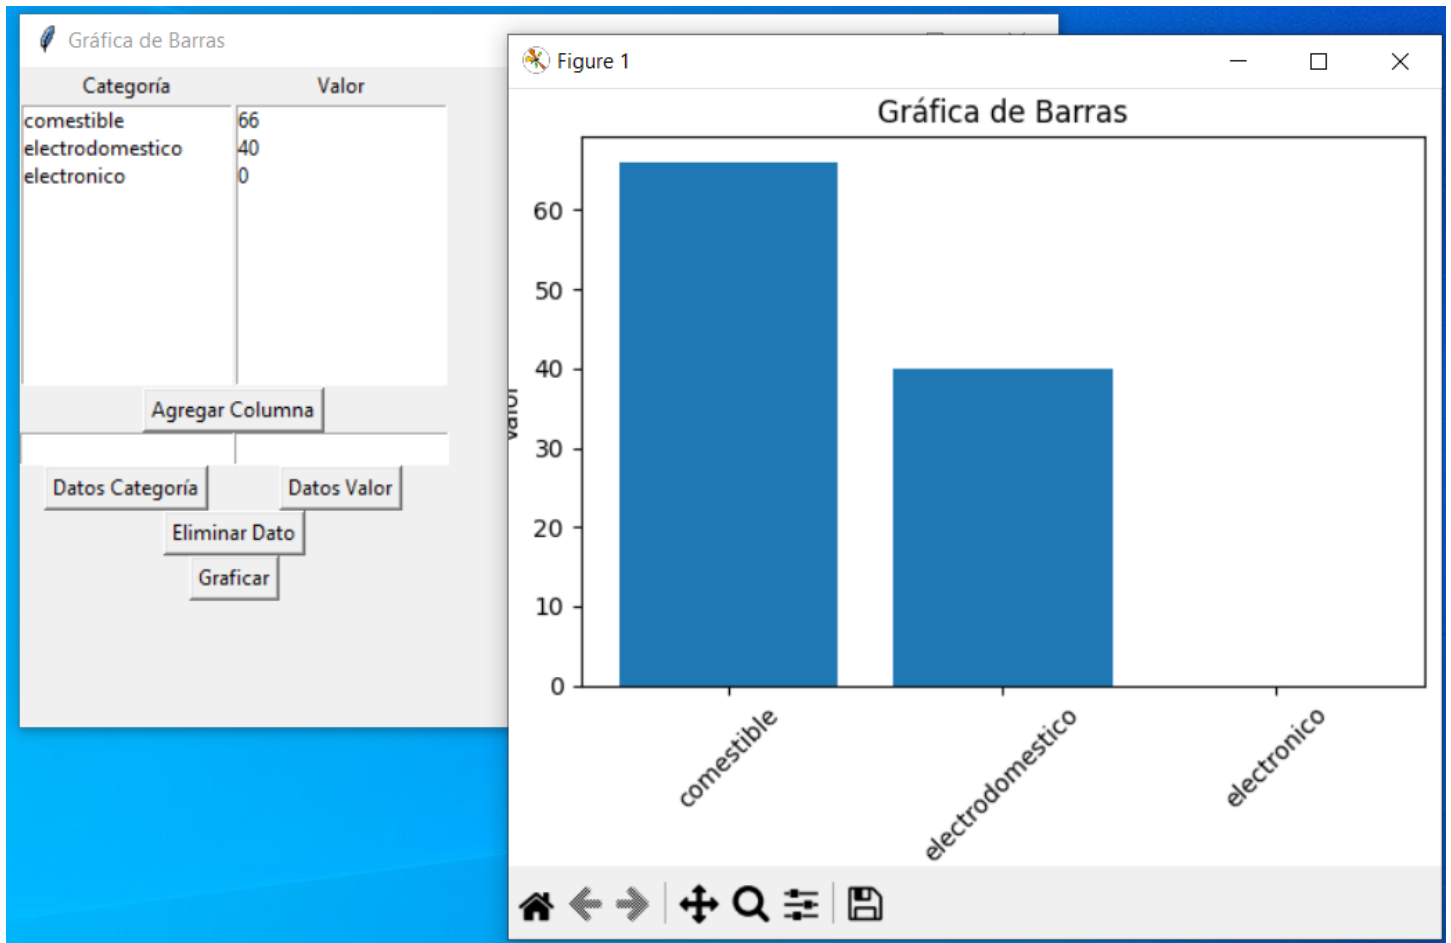 Gráfica de Barras
Categoría Valor
comestible 66
electrodomestico 40
electronico 0
Agregar Columna
Datos Categoría Datos Valor
Eliminar Dato
Graficar
Figure 1
Gráfica de Barras
60
50
40
30
20
10
0
comestible
electrodomestico
electronico